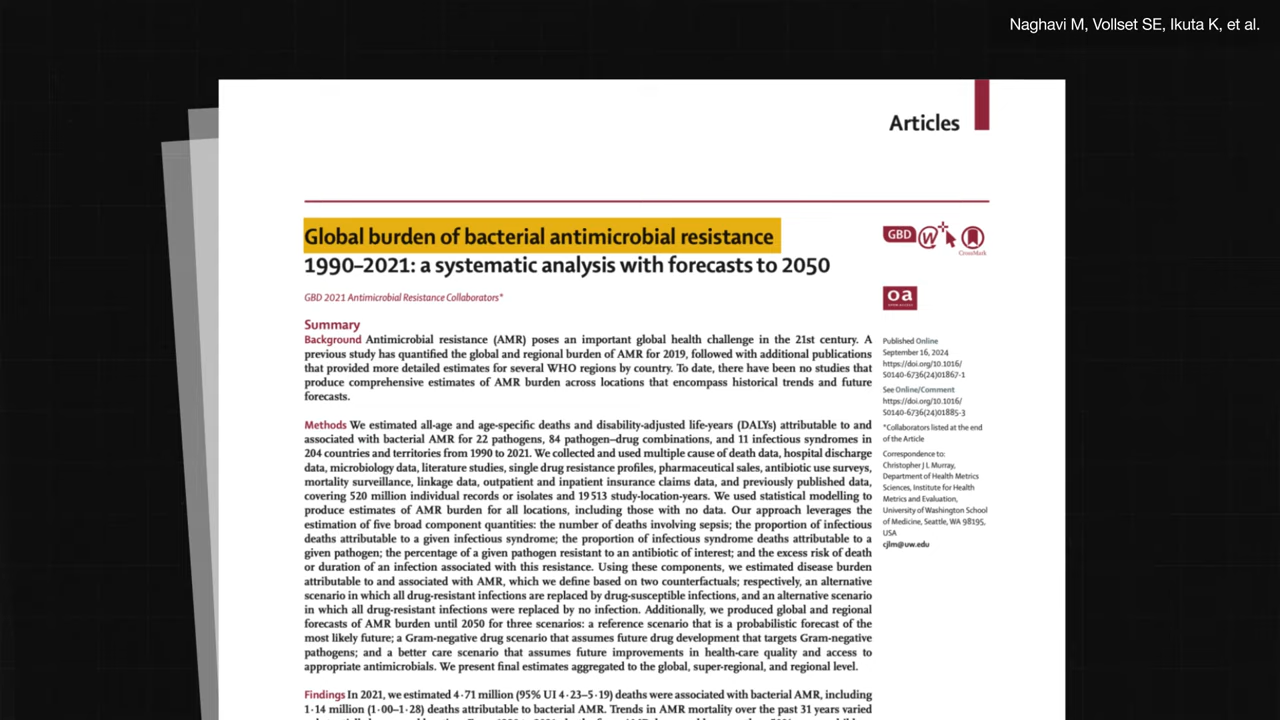 Naghavi M, Vollset SE, Ikuta K, et al.
Articles
Global burden of bacterial antimicrobial resistance
1990–2021: a systematic analysis with forecasts to 2050
GBD 2021 Antimicrobial Resistance Collaborators*
Summary
Background Antimicrobial resistance (AMR) poses an important global health challenge in the 21st century. A
previous study has quantified the global and regional burden of AMR for 2019, followed with additional publications
that provided more detailed estimates for several WHO regions by country. To date, there have been no studies that
produce comprehensive estimates of AMR burden across locations that encompass historical trends and future
forecasts.
Methods We estimated all-age and age-specific deaths and disability-adjusted life-years (DALYs) attributable to and
associated with bacterial AMR for 22 pathogens, 84 pathogen–drug combinations, and 11 infectious syndromes in
204 countries and territories from 1990 to 2021. We collected and used multiple cause of death data, hospital discharge
data, microbiology data, literature studies, single drug resistance profiles, pharmaceutical sales, antibiotic use surveys,
mortality surveillance, linkage data, outpatient and inpatient insurance claims data, and previously published data,
covering 520 million individual records or isolates and 19 513 study-location-years. We used statistical modelling to
produce estimates of AMR burden for all locations, including those with no data. Our approach leverages the
estimation of five broad component quantities: the number of deaths involving sepsis; the proportion of infectious
deaths attributable to a given infectious syndrome; the proportion of infectious syndrome deaths attributable to a
given pathogen; the percentage of a given pathogen resistant to an antibiotic of interest; and the excess risk of death
or duration of an infection associated with this resistance. Using these components, we estimated disease burden
attributable to and associated with AMR, which we define based on two counterfactuals; respectively, an alternative
scenario in which all drug-resistant infections are replaced by drug-susceptible infections, and an alternative scenario
in which all drug-resistant infections were replaced by no infection. Additionally, we produced global and regional
forecasts of AMR burden until 2050 for three scenarios: a reference scenario that is a probabilistic forecast of the
most likely future; a Gram-negative drug scenario that assumes future drug development that targets Gram-negative
pathogens; and a better care scenario that assumes future improvements in health-care quality and access to
appropriate antimicrobials. We present final estimates aggregated to the global, super-regional, and regional level.
Findings In 2021, we estimated 4·71 million (95% UI 4·23–5·19) deaths were associated with bacterial AMR, including
1·14 million (1·00–1·28) deaths attributable to bacterial AMR. Trends in AMR mortality over the past 31 years varied
GBD
W
CrossMark
oa
OPEN ACCESS
Published Online
September 16, 2024
https://doi.org/10.1016/
S0140-6736(24)01867-1
See Online/Comment
https://doi.org/10.1016/
S0140-6736(24)01885-3
*Collaborators listed at the end
of the Article
Correspondence to:
Christopher J L Murray,
Department of Health Metrics
Sciences, Institute for Health
Metrics and Evaluation,
University of Washington School
of Medicine, Seattle, WA 98195,
USA
cjlm@uw.edu